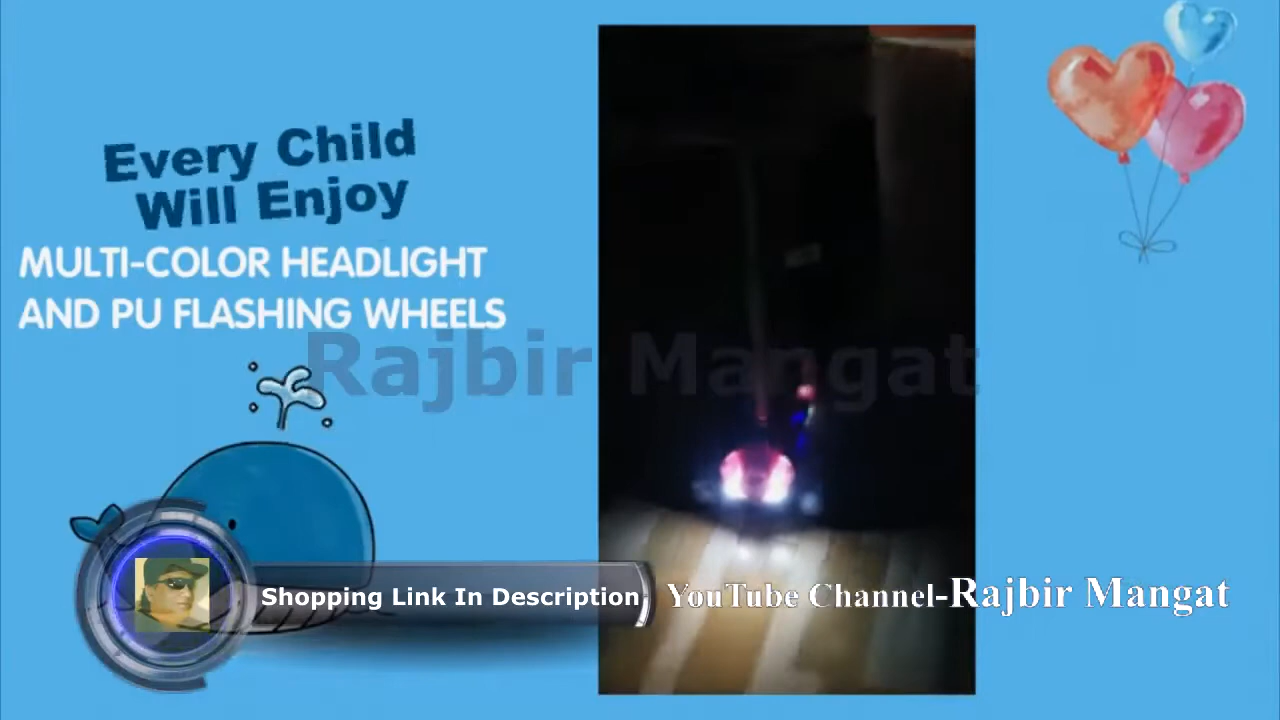 Every Child
Will Enjoy
MULTI-COLOR HEADLIGHT
AND PU FLASHING WHEELS
Rajbir Mangat
Shopping Link In Description
YouTube Channel-Rajbir Mangat